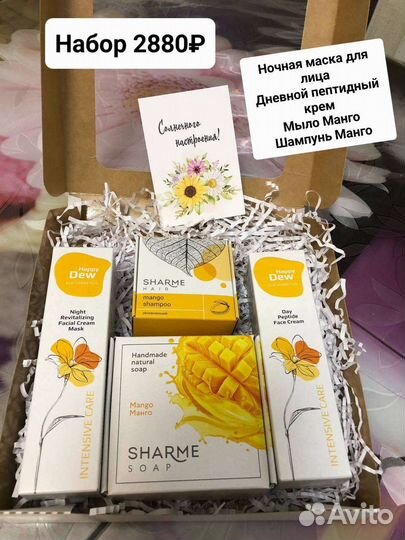 Набор 2880₽
Ночная маска для
лица
Дневной пептидный
крем
Мыло Манго
Шампунь Манго
Солнечного
настроения!
Happy
Dew
Night
Revitalizing
Facial Cream
Mask
INTENSIVE CARE
SHARME
HAIR
mango
shampoo
Handmade
natural
soap
Mango
Манго
SHARME
SOAP
Happy
Dew
Day
Peptide
Face Cream
INTENSIVE CARE
Avito